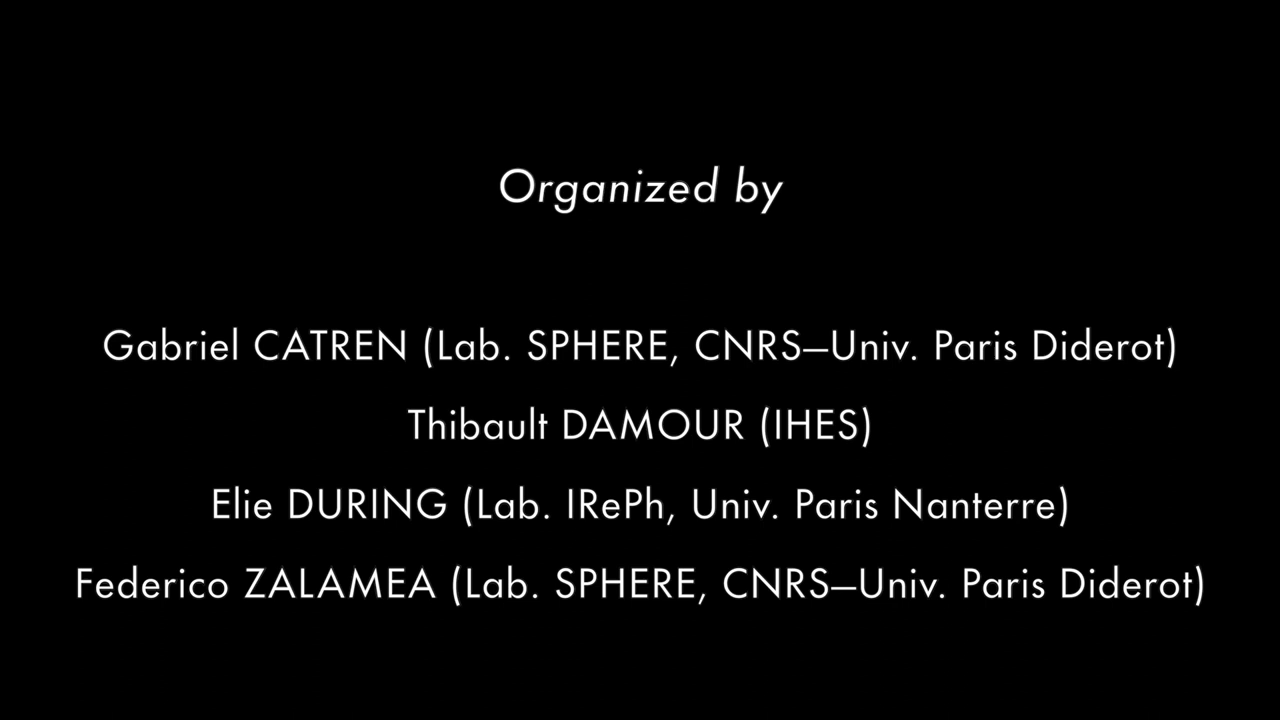 Organized by
Gabriel CATREN (Lab. SPHERE, CNRS—Univ. Paris Diderot)
Thibault DAMOUR (IHES)
Elie DURING (Lab. IRePh, Univ. Paris Nanterre)
Federico ZALAMEA (Lab. SPHERE, CNRS—Univ. Paris Diderot)